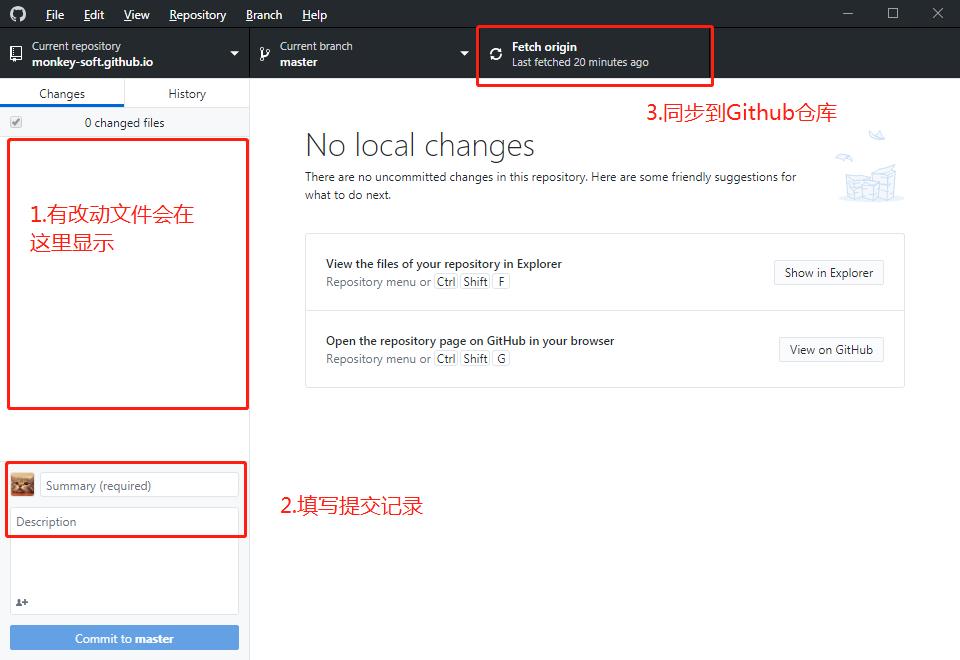 File Edit View Repository Branch Help
Current repository
monkey-soft.github.io
Current branch
master
Fetch origin
Last fetched 20 minutes ago
Changes History
0 changed files
3.同步到Github仓库
No local changes
There are no uncommitted changes in this repository. Here are some friendly suggestions for
what to do next.
1.有改动文件会在
这里显示
View the files of your repository in Explorer
Repository menu or Ctrl Shift F
Show in Explorer
Open the repository page on GitHub in your browser
Repository menu or Ctrl Shift G
View on GitHub
Summary (required)
Description
2.填写提交记录
Commit to master